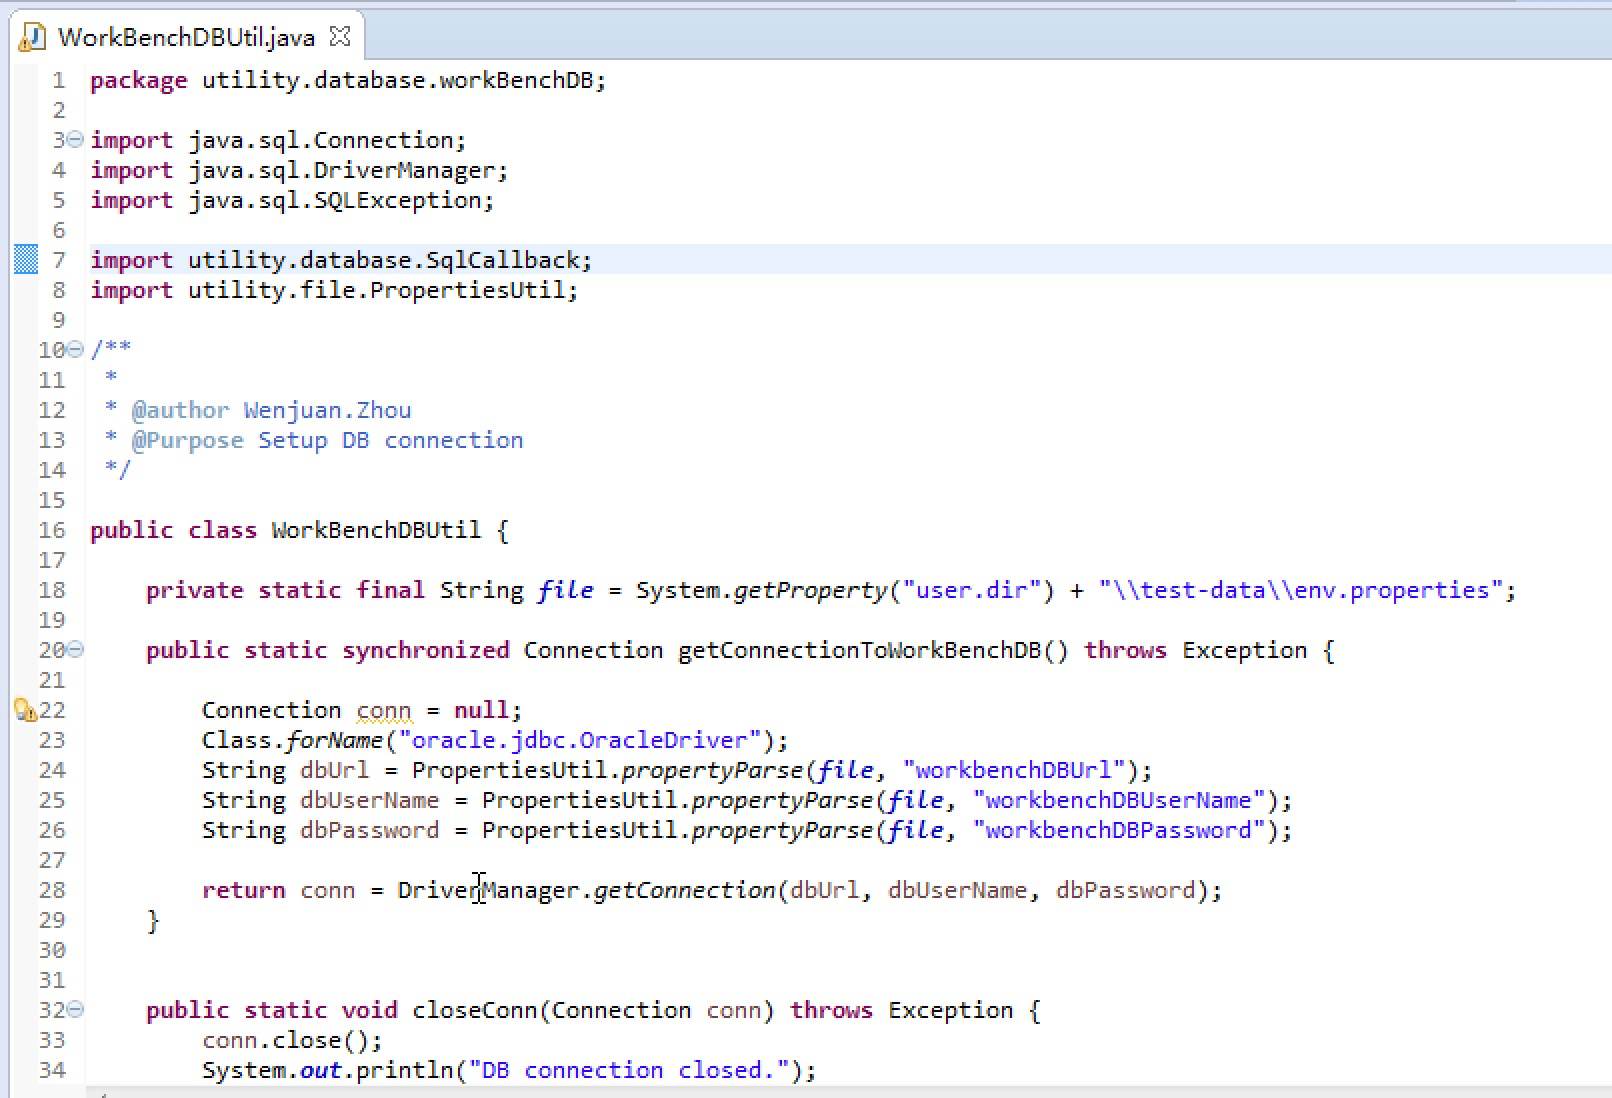 WorkBenchDBUtil.java
1 package utility.database.workBenchDB;
2
3 import java.sql.Connection;
4 import java.sql.DriverManager;
5 import java.sql.SQLException;
6
7 import utility.database.SqlCallback;
8 import utility.file.PropertiesUtil;
9
10 /**
11 *
12 * @author Wenjuan.Zhou
13 * @Purpose Setup DB connection
14 */
15
16 public class WorkBenchDBUtil {
17
18 private static final String file = System.getProperty("user.dir") + "\\test-data\\env.properties";
19
20 public static synchronized Connection getConnectionToWorkBenchDB() throws Exception {
21
22 Connection conn = null;
23 Class.forName("oracle.jdbc.OracleDriver");
24 String dbUrl = PropertiesUtil.propertyParse(file, "workbenchDBUrl");
25 String dbUserName = PropertiesUtil.propertyParse(file, "workbenchDBUserName");
26 String dbPassword = PropertiesUtil.propertyParse(file, "workbenchDBPassword");
27
28 return conn = DriverManager.getConnection(dbUrl, dbUserName, dbPassword);
29 }
30
31
32 public static void closeConn(Connection conn) throws Exception {
33 conn.close();
34 System.out.println("DB connection closed.");